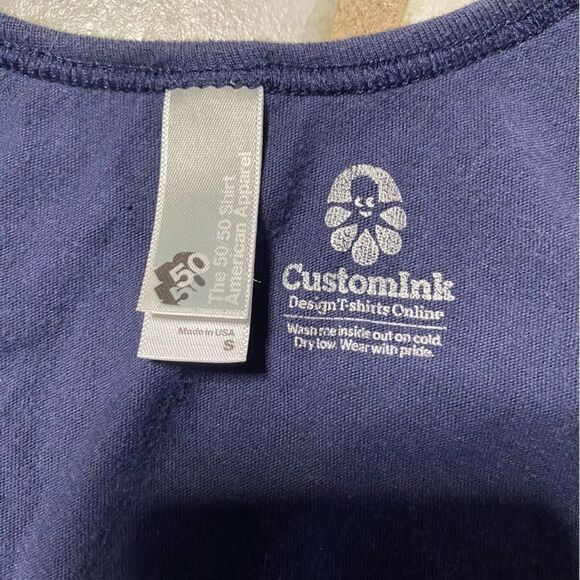 The 50/50 Shirt
American Apparel
50
50
Made in USA
S
CustomInk
Design T-shirts Online
Wash me inside out on cold.
Dry low. Wear with pride.